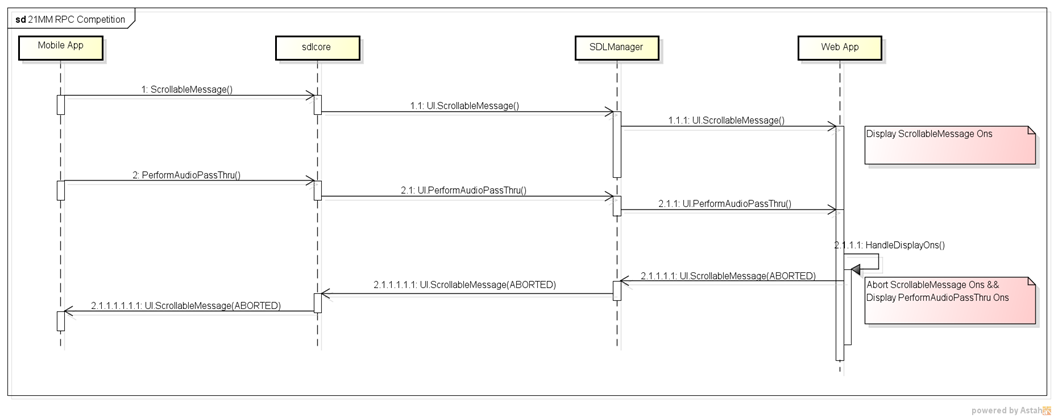 sd 21MM RPC Competition
Mobile App
sdlcore
SDLManager
Web App
1: ScrollableMessage()
1.1: UI.ScrollableMessage()
1.1.1: UI.ScrollableMessage()
Display ScrollableMessage Ons
2: PerformAudioPassThru()
2.1: UI.PerformAudioPassThru()
2.1.1: UI.PerformAudioPassThru()
2.1.1.1: HandleDisplayOns()
2.1.1.1.1: UI.ScrollableMessage(ABORTED)
2.1.1.1.1.1: UI.ScrollableMessage(ABORTED)
2.1.1.1.1.1.1: UI.ScrollableMessage(ABORTED)
Abort ScrollableMessage Ons &&
Display PerformAudioPassThru Ons
powered by Astah